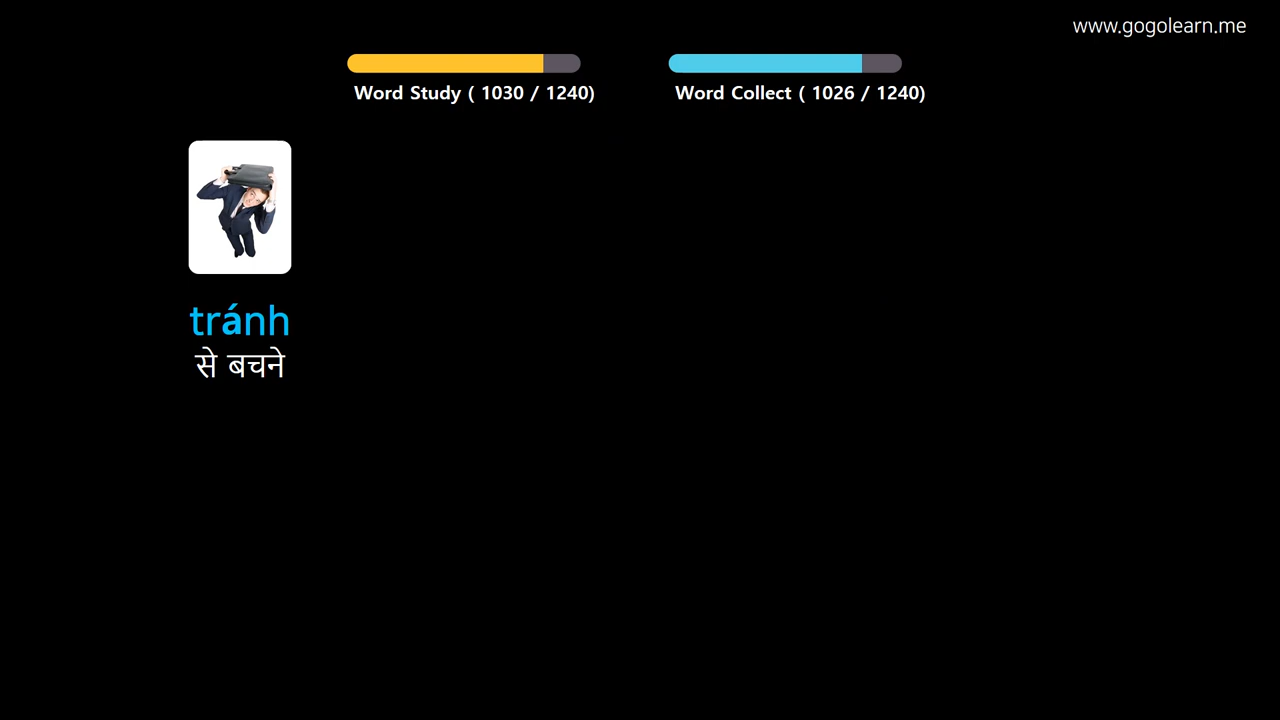 www.gogolearn.me
Word Study ( 1030 / 1240)
Word Collect ( 1026 / 1240)
tránh
से बचने